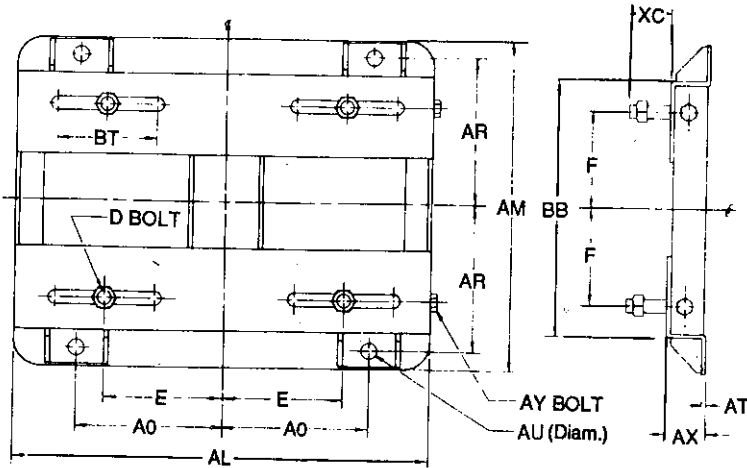 XC
BT
AR
F
D BOLT
AM
BB
AR
F
E
E
AY BOLT
AT
A0
A0
AU (Diam.)
AX
AL